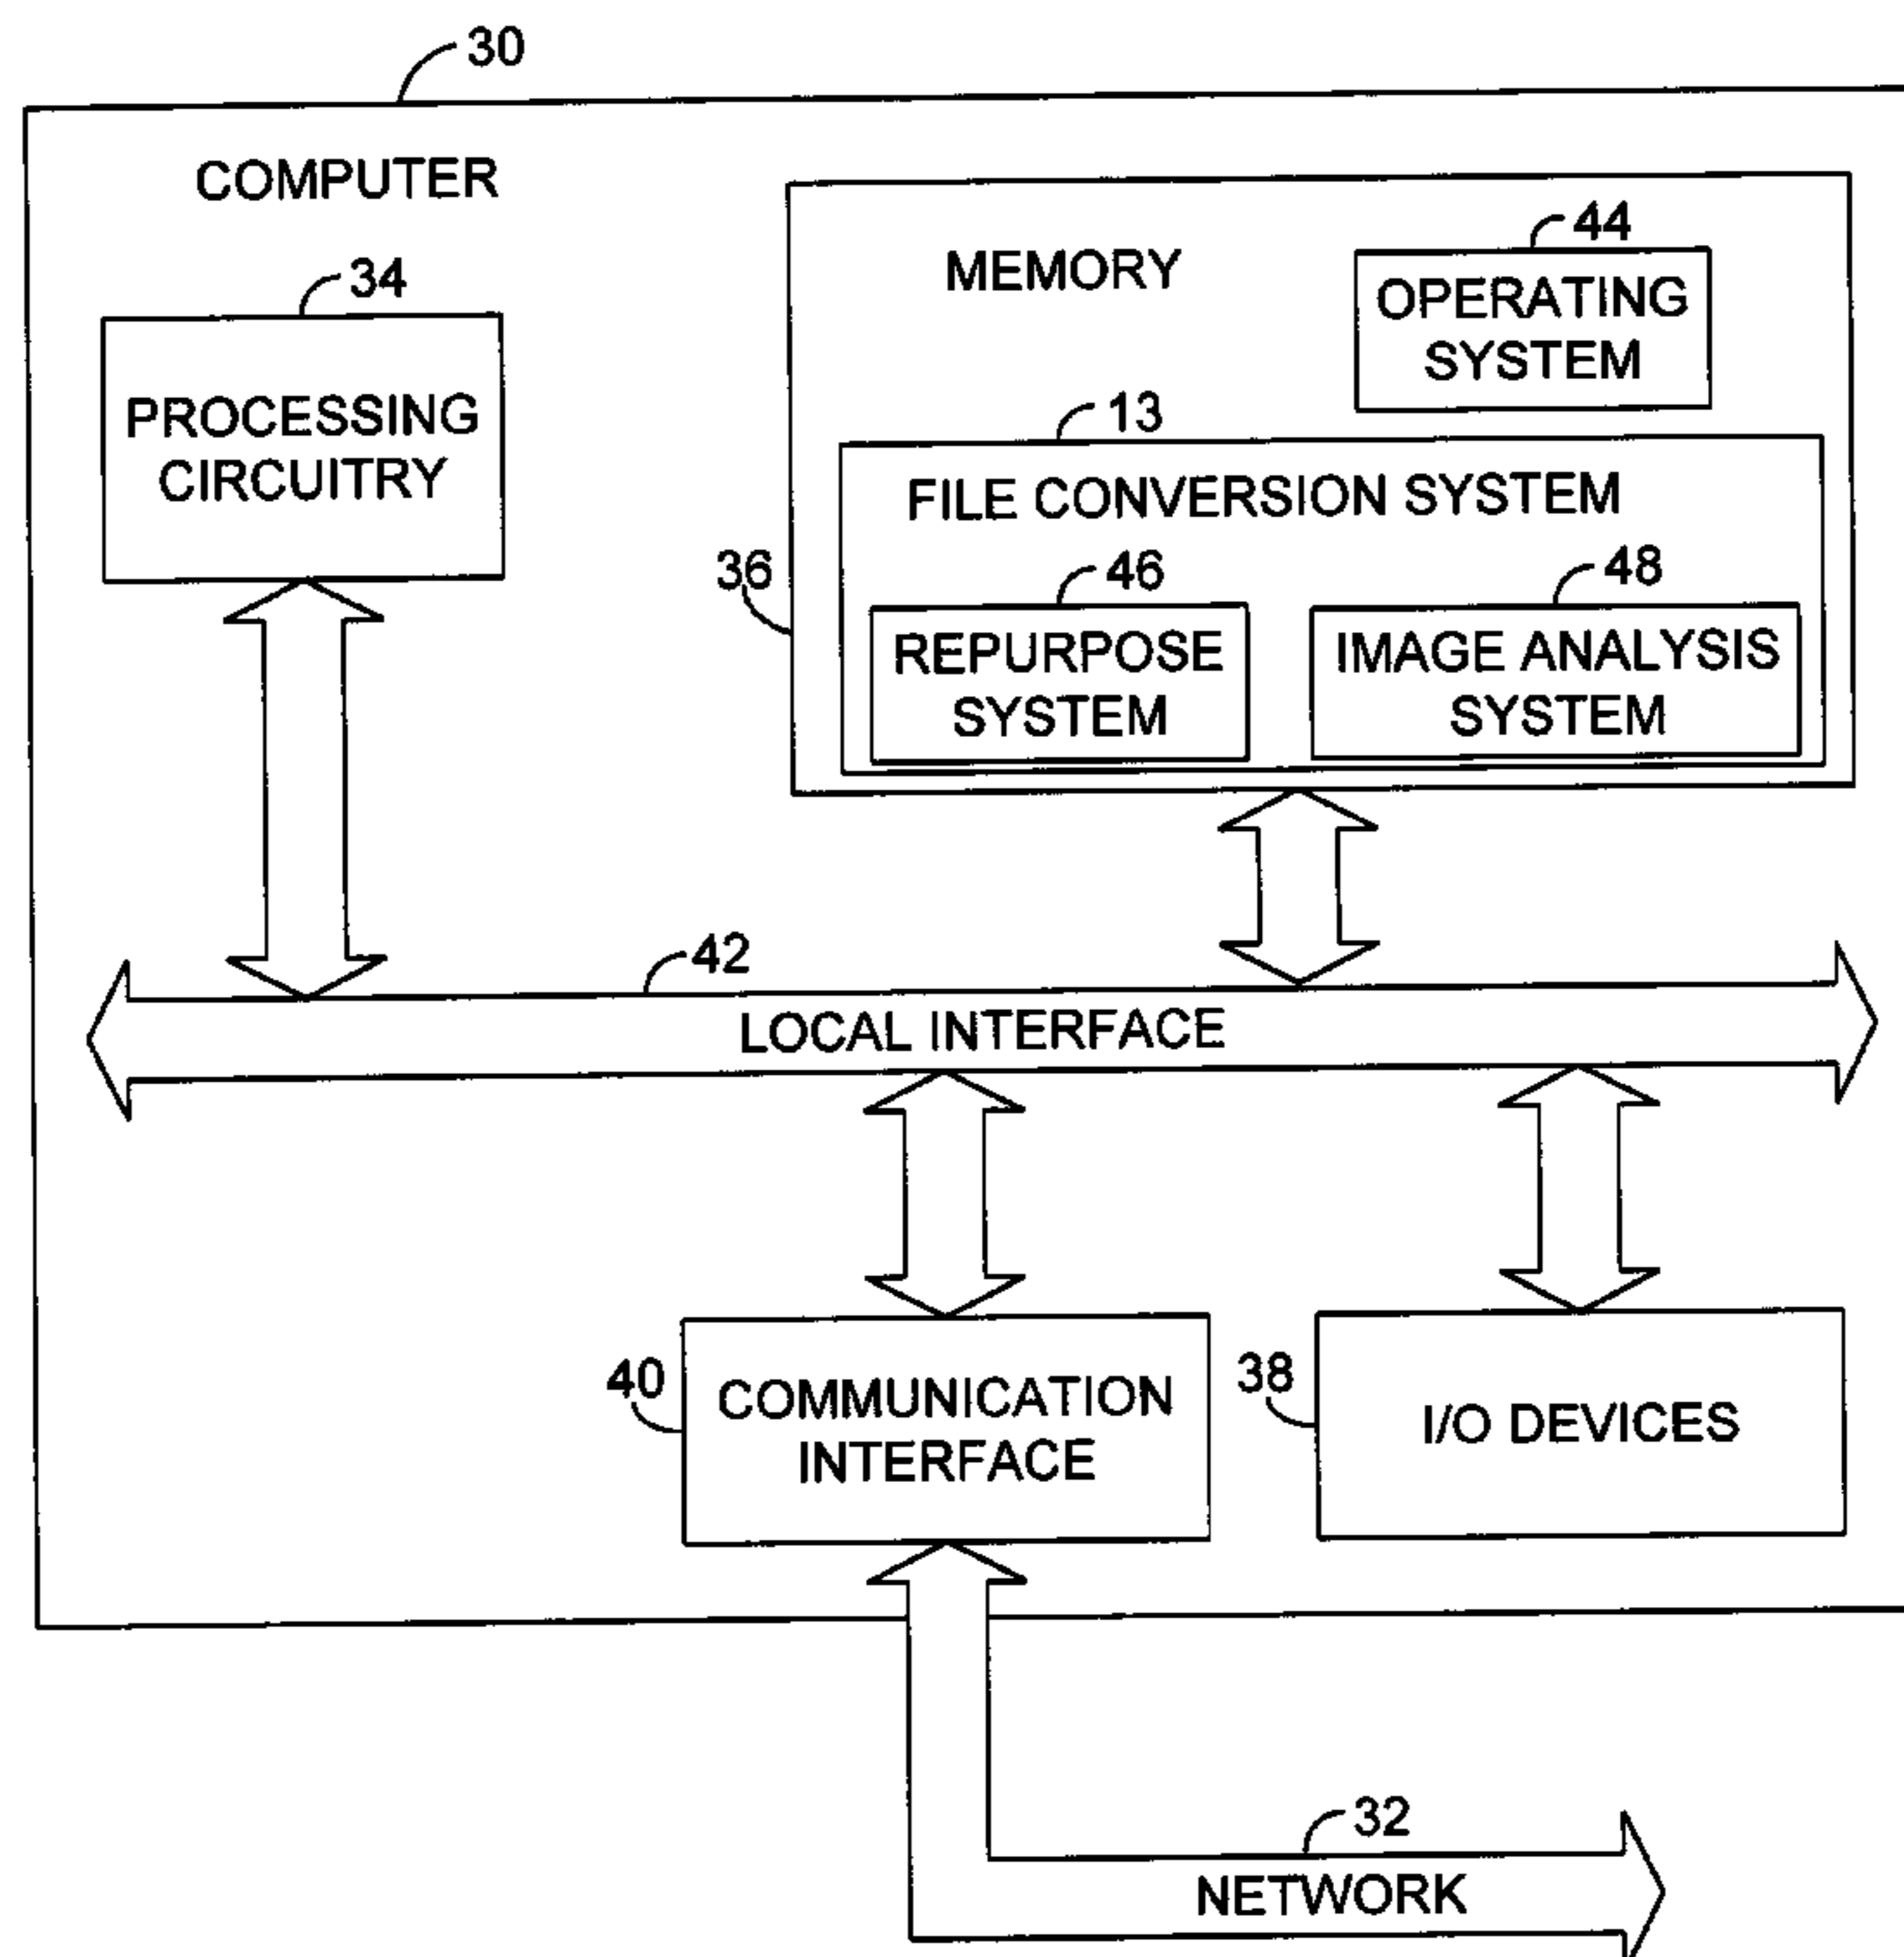 30
COMPUTER
MEMORY
44
OPERATING
SYSTEM
34
PROCESSING
CIRCUITRY
13
FILE CONVERSION SYSTEM
36
46
REPURPOSE
SYSTEM
48
IMAGE ANALYSIS
SYSTEM
42
LOCAL INTERFACE
40
COMMUNICATION
INTERFACE
38
I/O DEVICES
32
NETWORK